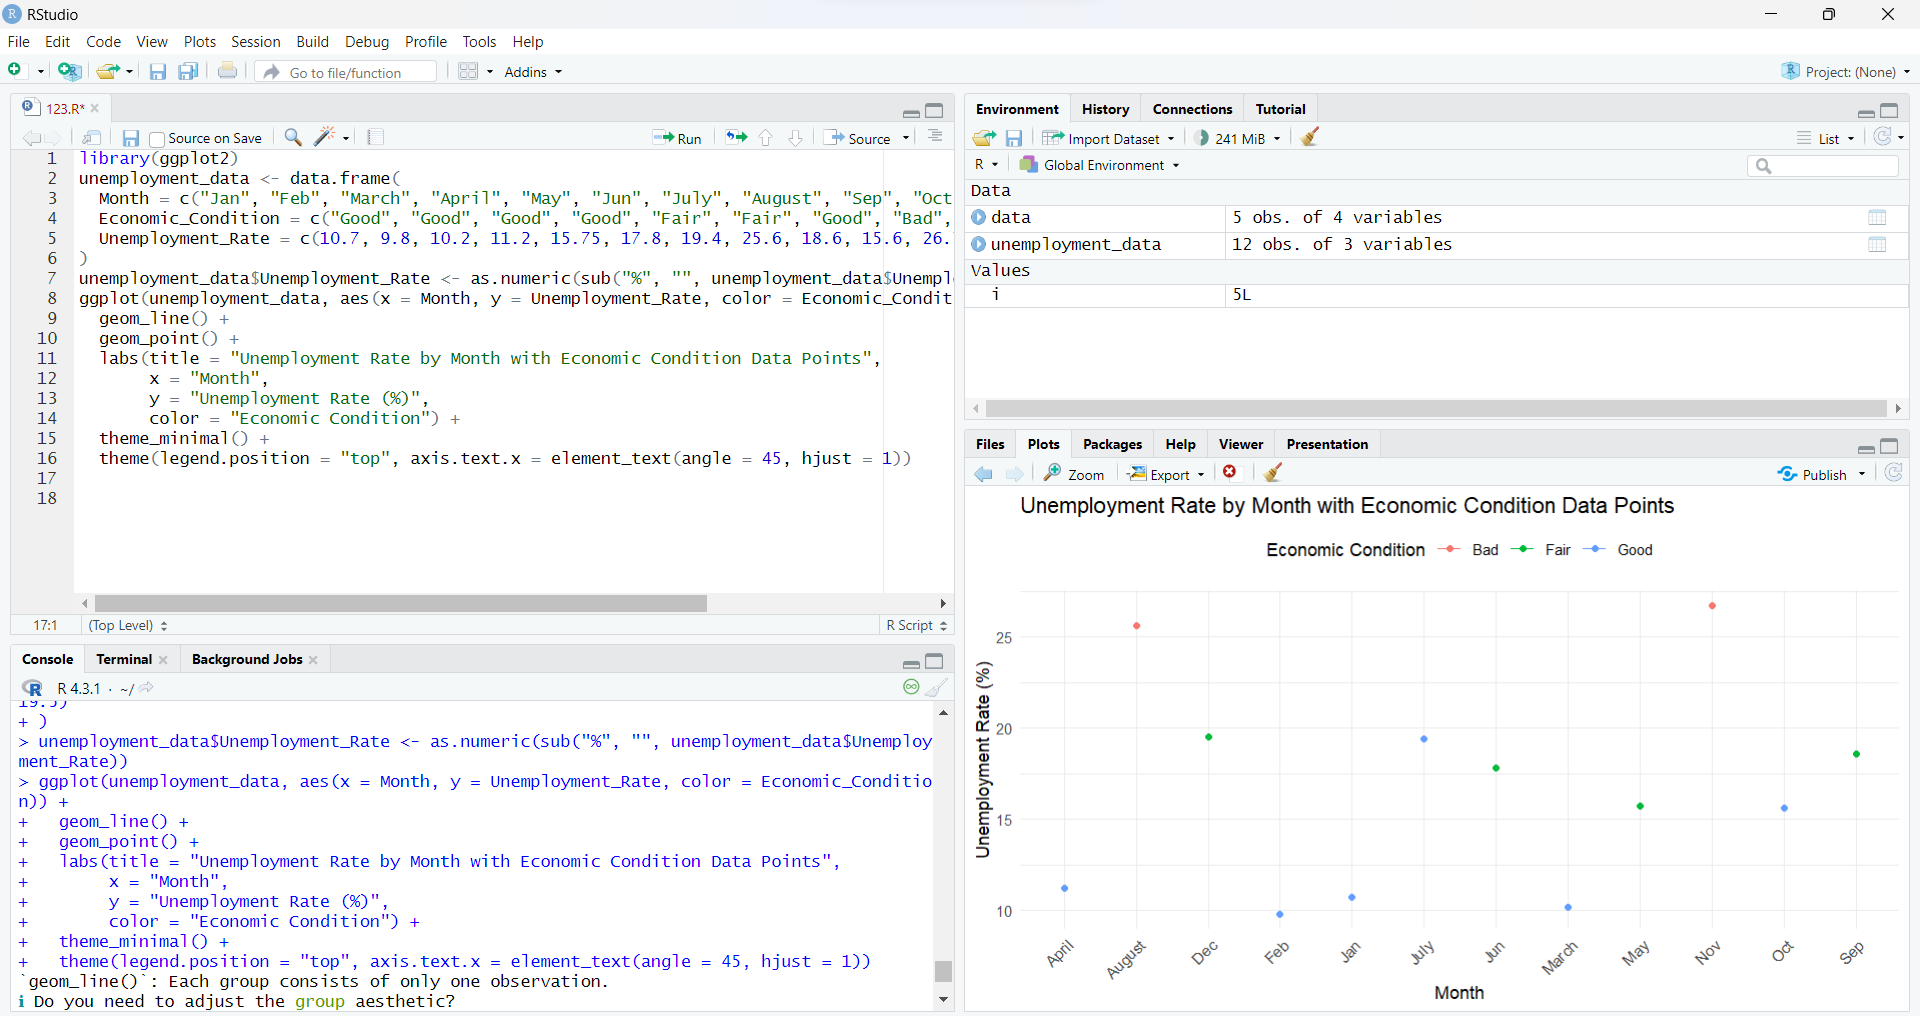 RStudio
File Edit Code View Plots Session Build Debug Profile Tools Help
Go to file/function Addins Project: (None)
123.R*
Source on Save Run Source
1 library(ggplot2)
2 unemployment_data <- data.frame(
3 Month = c("Jan", "Feb", "March", "April", "May", "Jun", "July", "August", "Sep", "Oct
4 Economic_Condition = c("Good", "Good", "Good", "Good", "Fair", "Fair", "Good", "Bad",
5 Unemployment_Rate = c(10.7, 9.8, 10.2, 11.2, 15.75, 17.8, 19.4, 25.6, 18.6, 15.6, 26.
6 )
7 unemployment_data$Unemployment_Rate <- as.numeric(sub("%", "", unemployment_data$Unempl
8 ggplot(unemployment_data, aes(x = Month, y = Unemployment_Rate, color = Economic_Condit
9 geom_line() +
10 geom_point() +
11 labs(title = "Unemployment Rate by Month with Economic Condition Data Points",
12 x = "Month",
13 y = "Unemployment Rate (%)",
14 color = "Economic Condition") +
15 theme_minimal() +
16 theme(legend.position = "top", axis.text.x = element_text(angle = 45, hjust = 1))
17
18
17:1 (Top Level) R Script
Console Terminal Background Jobs
R 4.3.1 · ~/
19.5)
+ )
> unemployment_data$Unemployment_Rate <- as.numeric(sub("%", "", unemployment_data$Unemploy
ment_Rate))
> ggplot(unemployment_data, aes(x = Month, y = Unemployment_Rate, color = Economic_Conditio
n)) +
+ geom_line() +
+ geom_point() +
+ labs(title = "Unemployment Rate by Month with Economic Condition Data Points",
+ x = "Month",
+ y = "Unemployment Rate (%)",
+ color = "Economic Condition") +
+ theme_minimal() +
+ theme(legend.position = "top", axis.text.x = element_text(angle = 45, hjust = 1))
`geom_line()`: Each group consists of only one observation.
i Do you need to adjust the group aesthetic?
Environment History Connections Tutorial
Import Dataset 241 MiB List
R Global Environment
Data
data 5 obs. of 4 variables
unemployment_data 12 obs. of 3 variables
Values
i 5L
Files Plots Packages Help Viewer Presentation
Zoom Export Publish
Unemployment Rate by Month with Economic Condition Data Points
Economic Condition Bad Fair Good
Unemployment Rate (%)
25
20
15
10
April August Dec Feb Jan July Jun March May Nov Oct Sep
Month